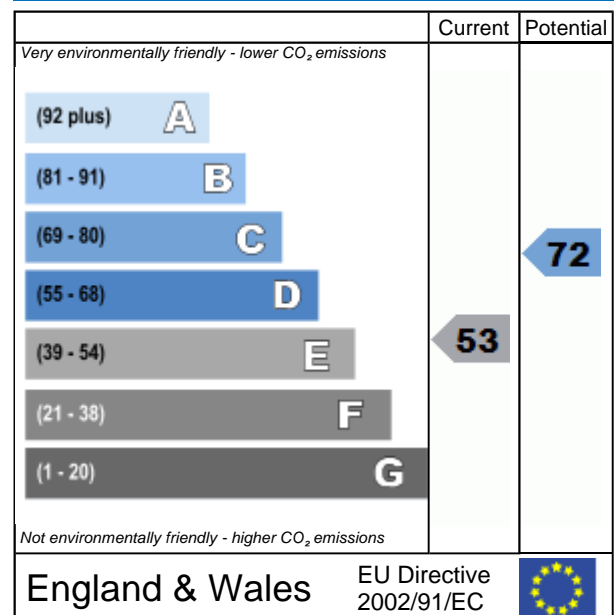 Current Potential
Very environmentally friendly - lower CO₂ emissions
(92 plus) A
(81 - 91) B
(69 - 80) C
72
(55 - 68) D
(39 - 54) E
53
(21 - 38) F
(1 - 20) G
Not environmentally friendly - higher CO₂ emissions
England & Wales
EU Directive
2002/91/EC